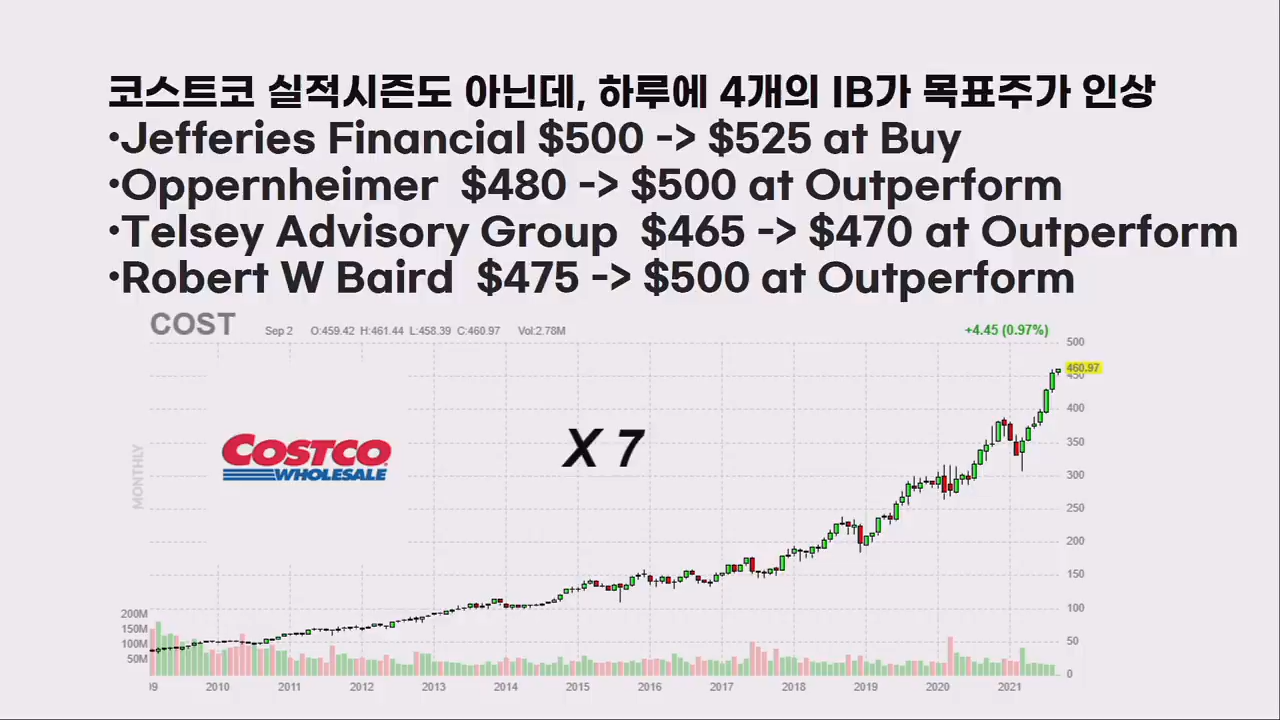 코스트코 실적시즌도 아닌데, 하루에 4개의 IB가 목표주가 인상
•Jefferies Financial $500 -> $525 at Buy
•Oppernheimer $480 -> $500 at Outperform
•Telsey Advisory Group $465 -> $470 at Outperform
•Robert W Baird $475 -> $500 at Outperform
COST Sep 2 O:459.42 H:461.44 L:458.39 C:460.97 Vol:2.78M +4.45 (0.97%)
500
460.97
450
400
350
300
250
200
150
100
50
0
MONTHLY
COSTCO
WHOLESALE
X 7
200M
150M
100M
50M
09 2010 2011 2012 2013 2014 2015 2016 2017 2018 2019 2020 2021